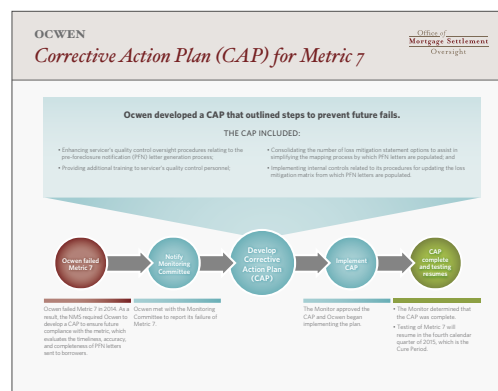 OCWEN
Corrective Action Plan (CAP) for Metric 7
Office of
Mortgage Settlement
Oversight
Ocwen developed a CAP that outlined steps to prevent future fails.
THE CAP INCLUDED:
• Enhancing servicer's quality control oversight procedures relating to the
pre-foreclosure notification (PFN) letter generation process;
• Providing additional training to servicer's quality control personnel;
• Consolidating the number of loss mitigation statement options to assist in
simplifying the mapping process by which PFN letters are populated; and
• Implementing internal controls related to its procedures for updating the loss
mitigation matrix from which PFN letters are populated.
Ocwen failed
Metric 7
Notify
Monitoring
Committee
Develop
Corrective
Action Plan
(CAP)
Implement
CAP
CAP
complete
and testing
resumes
Ocwen failed Metric 7 in 2014. As a
result, the NMS required Ocwen to
develop a CAP to ensure future
compliance with the metric, which
evaluates the timeliness, accuracy,
and completeness of PFN letters
sent to borrowers.
Ocwen met with the Monitoring
Committee to report its failure of
Metric 7.
The Monitor approved the
CAP and Ocwen began
implementing the plan.
• The Monitor determined that
the CAP was complete.
• Testing of Metric 7 will
resume in the fourth calendar
quarter of 2015, which is the
Cure Period.